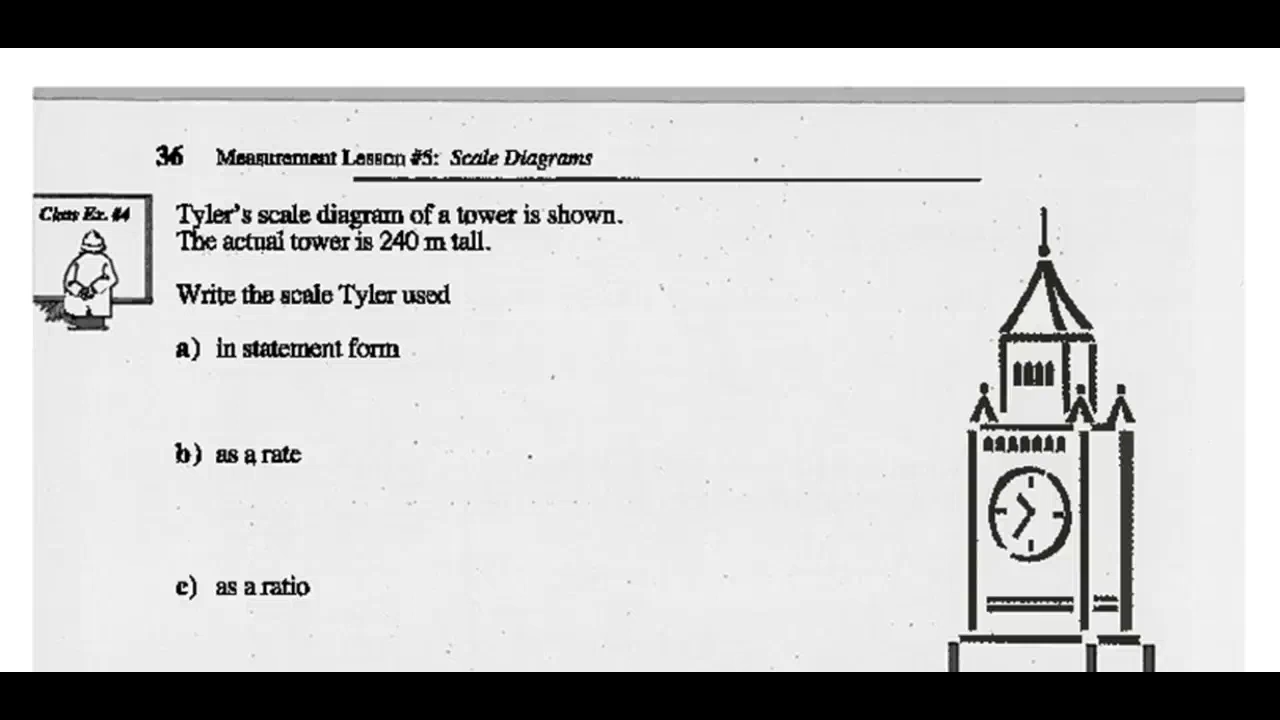 36 Measurement Lesson #5: Scale Diagrams
Class Ex. #4
Tyler's scale diagram of a tower is shown.
The actual tower is 240 m tall.
Write the scale Tyler used
a) in statement form
b) as a rate
c) as a ratio